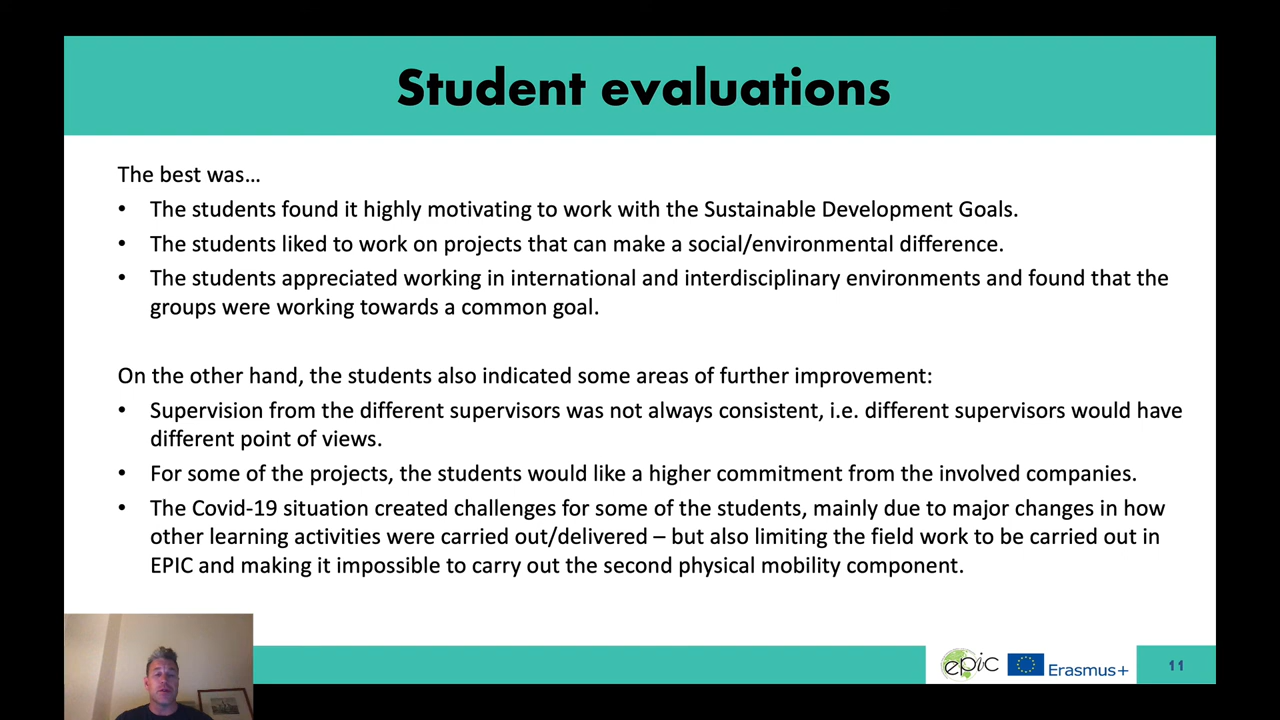 Student evaluations
The best was…
• The students found it highly motivating to work with the Sustainable Development Goals.
• The students liked to work on projects that can make a social/environmental difference.
• The students appreciated working in international and interdisciplinary environments and found that the
groups were working towards a common goal.
On the other hand, the students also indicated some areas of further improvement:
• Supervision from the different supervisors was not always consistent, i.e. different supervisors would have
different point of views.
• For some of the projects, the students would like a higher commitment from the involved companies.
• The Covid-19 situation created challenges for some of the students, mainly due to major changes in how
other learning activities were carried out/delivered – but also limiting the field work to be carried out in
EPIC and making it impossible to carry out the second physical mobility component.
epic Erasmus+ 11